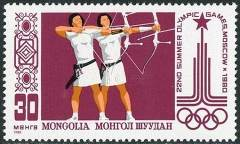 22ND SUMMER OLYMPIC GAMES MOSCOW × 1980
30
МӨНГӨ
MONGOLIA МОНГОЛ ШУУДАН